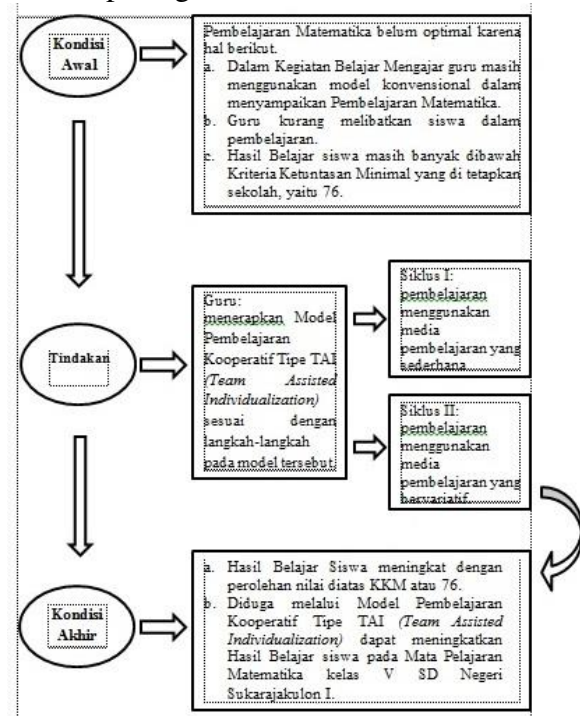 Kondisi
Awal
Pembelajaran Matematika belum optimal karena
hal berikut.
a. Dalam Kegiatan Belajar Mengajar guru masih
menggunakan model konvensional dalam
menyampaikan Pembelajaran Matematika.
b. Guru kurang melibatkan siswa dalam
pembelajaran.
c. Hasil Belajar siswa masih banyak dibawah
Kriteria Ketuntasan Minimal yang di tetapkan
sekolah, yaitu 76.
Tindakan
Guru:
menerapkan Model
Pembelajaran
Kooperatif Tipe TAI
(Team Assisted
Individualization)
sesuai dengan
langkah-langkah
pada model tersebut.
Siklus I:
pembelajaran
menggunakan
media
pembelajaran yang
sederhana
Siklus II:
pembelajaran
menggunakan
media
pembelajaran yang
bervariatif.
Kondisi
Akhir
a. Hasil Belajar Siswa meningkat dengan
perolehan nilai diatas KKM atau 76.
b. Diduga melalui Model Pembelajaran
Kooperatif Tipe TAI (Team Assisted
Individualization) dapat meningkatkan
Hasil Belajar siswa pada Mata Pelajaran
Matematika kelas V SD Negeri
Sukarajakulon I.